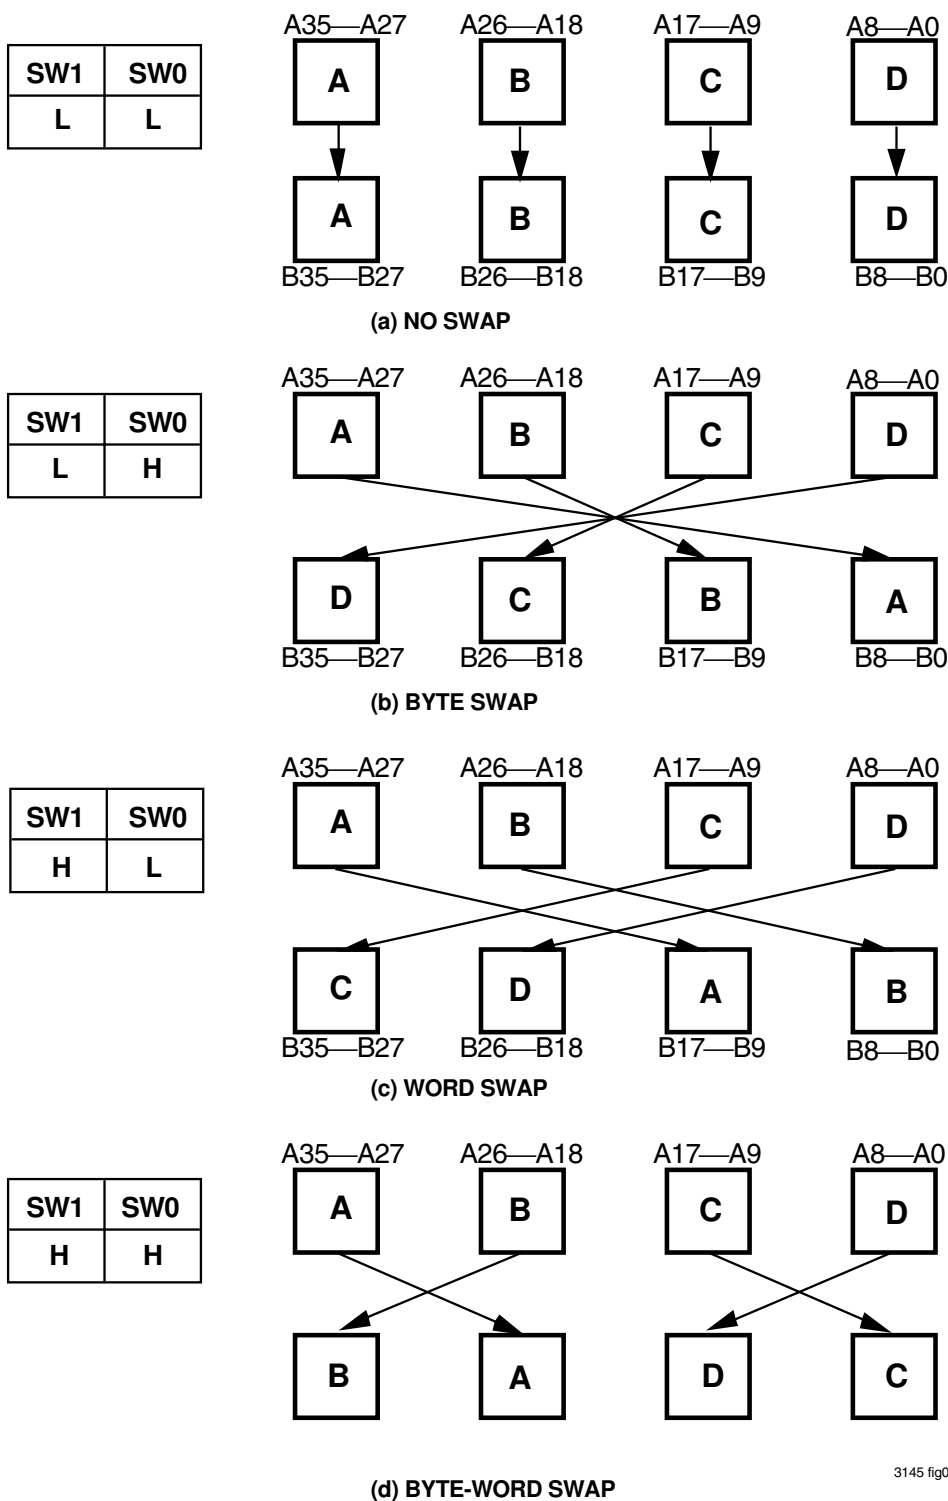 A35—A27 A26—A18 A17—A9 A8—A0
SW1 SW0
L L
A B C D
A B C D
B35—B27 B26—B18 B17—B9 B8—B0
(a) NO SWAP
A35—A27 A26—A18 A17—A9 A8—A0
SW1 SW0
L H
A B C D
D C B A
B35—B27 B26—B18 B17—B9 B8—B0
(b) BYTE SWAP
A35—A27 A26—A18 A17—A9 A8—A0
SW1 SW0
H L
A B C D
C D A B
B35—B27 B26—B18 B17—B9 B8—B0
(c) WORD SWAP
A35—A27 A26—A18 A17—A9 A8—A0
SW1 SW0
H H
A B C D
B A D C
3145 fig0
(d) BYTE-WORD SWAP